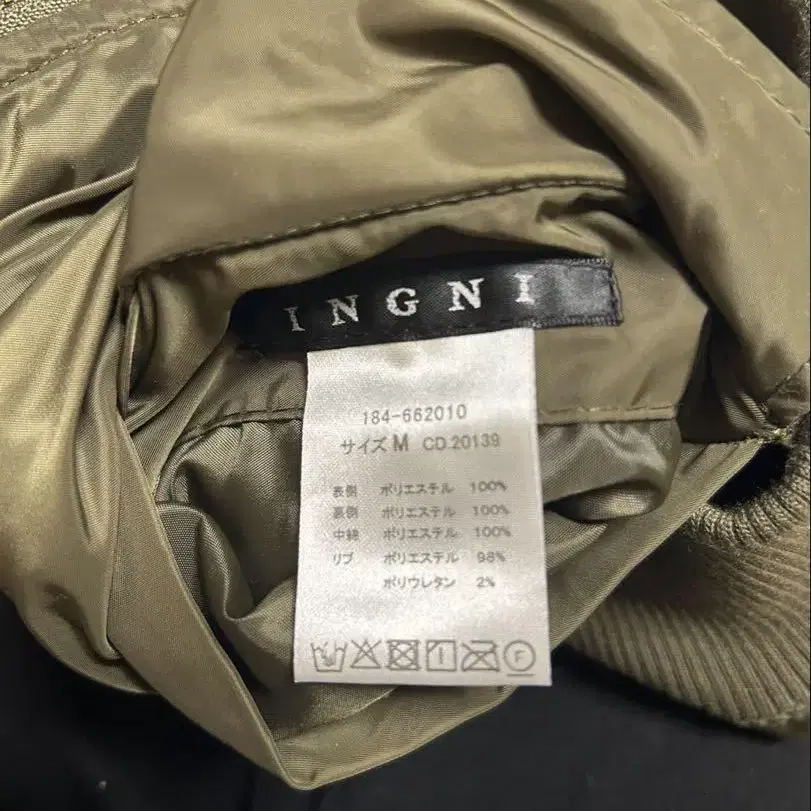 INGNI
184-662010
サイズ M CD.20139
表側 ポリエステル 100%
裏側 ポリエステル 100%
中綿 ポリエステル 100%
リブ ポリエステル 98%
ポリウレタン 2%
F